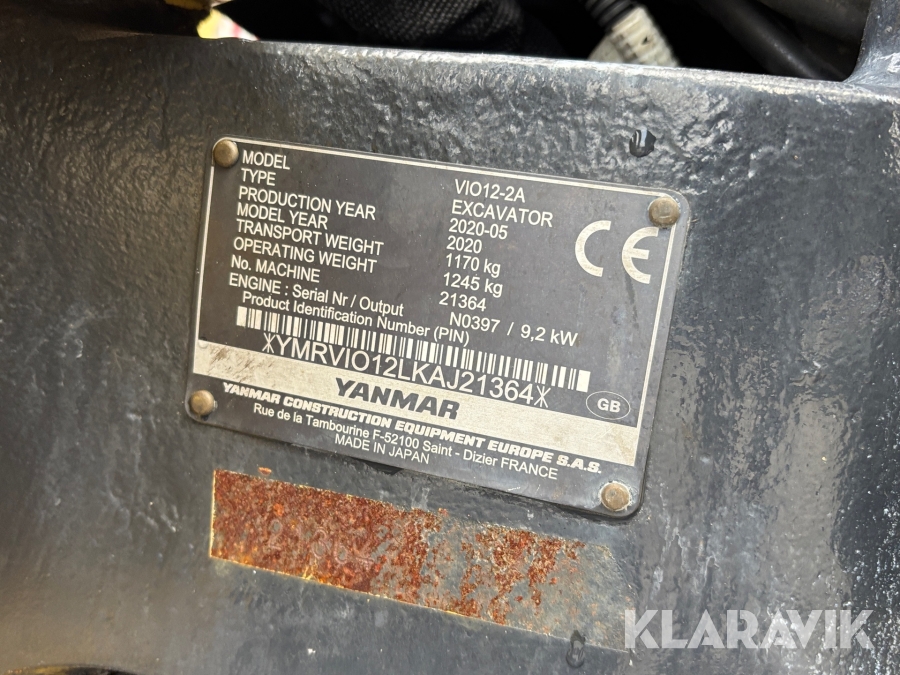 MODEL VIO12-2A
TYPE EXCAVATOR
PRODUCTION YEAR 2020-05
MODEL YEAR 2020
TRANSPORT WEIGHT 1170 kg
OPERATING WEIGHT 1245 kg
No. MACHINE 21364
ENGINE : Serial Nr / Output N0397 / 9,2 kW
Product Identification Number (PIN)
*YMRVIO12LKAJ21364*
CE
YANMAR
GB
YANMAR CONSTRUCTION EQUIPMENT EUROPE S.A.S.
Rue de la Tambourine F-52100 Saint - Dizier FRANCE
MADE IN JAPAN
KLARAVIK